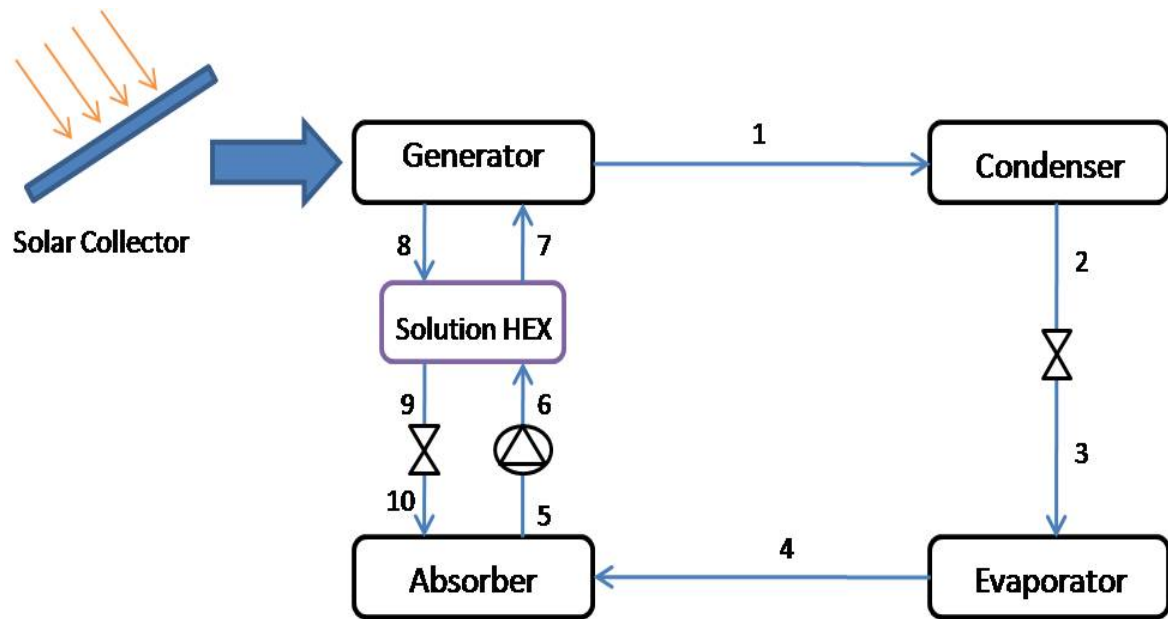 Generator
1
Condenser
Solar Collector
8
7
2
Solution HEX
9
6
3
10
5
Absorber
4
Evaporator